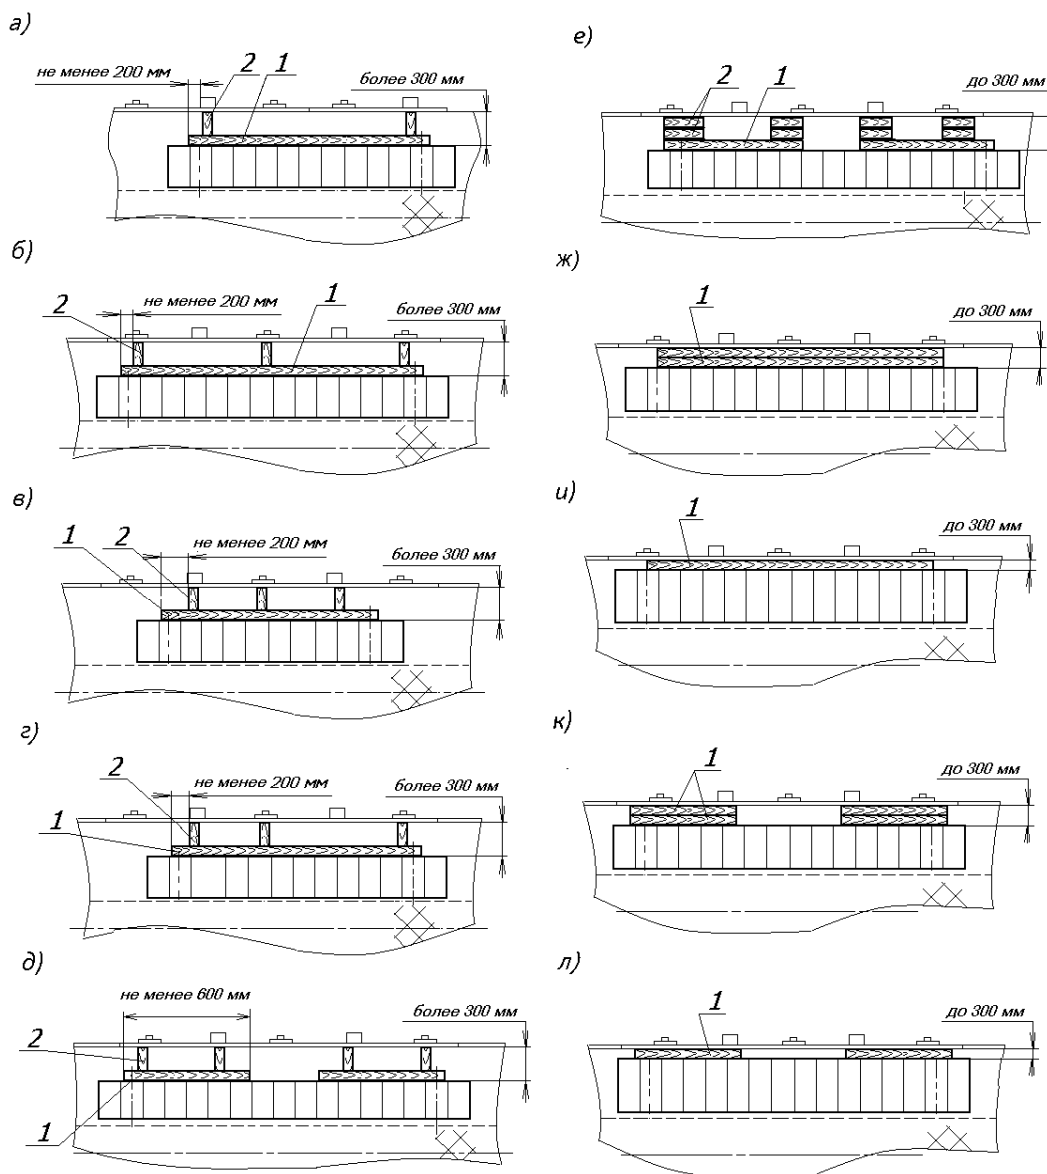 а)
не менее 200 мм
2
1
более 300 мм
б)
2
не менее 200 мм
1
более 300 мм
в)
1
2
не менее 200 мм
более 300 мм
г)
2
не менее 200 мм
1
более 300 мм
д)
не менее 600 мм
2
более 300 мм
1
е)
2
1
до 300 мм
ж)
1
до 300 мм
и)
1
до 300 мм
к)
1
до 300 мм
л)
1
до 300 мм